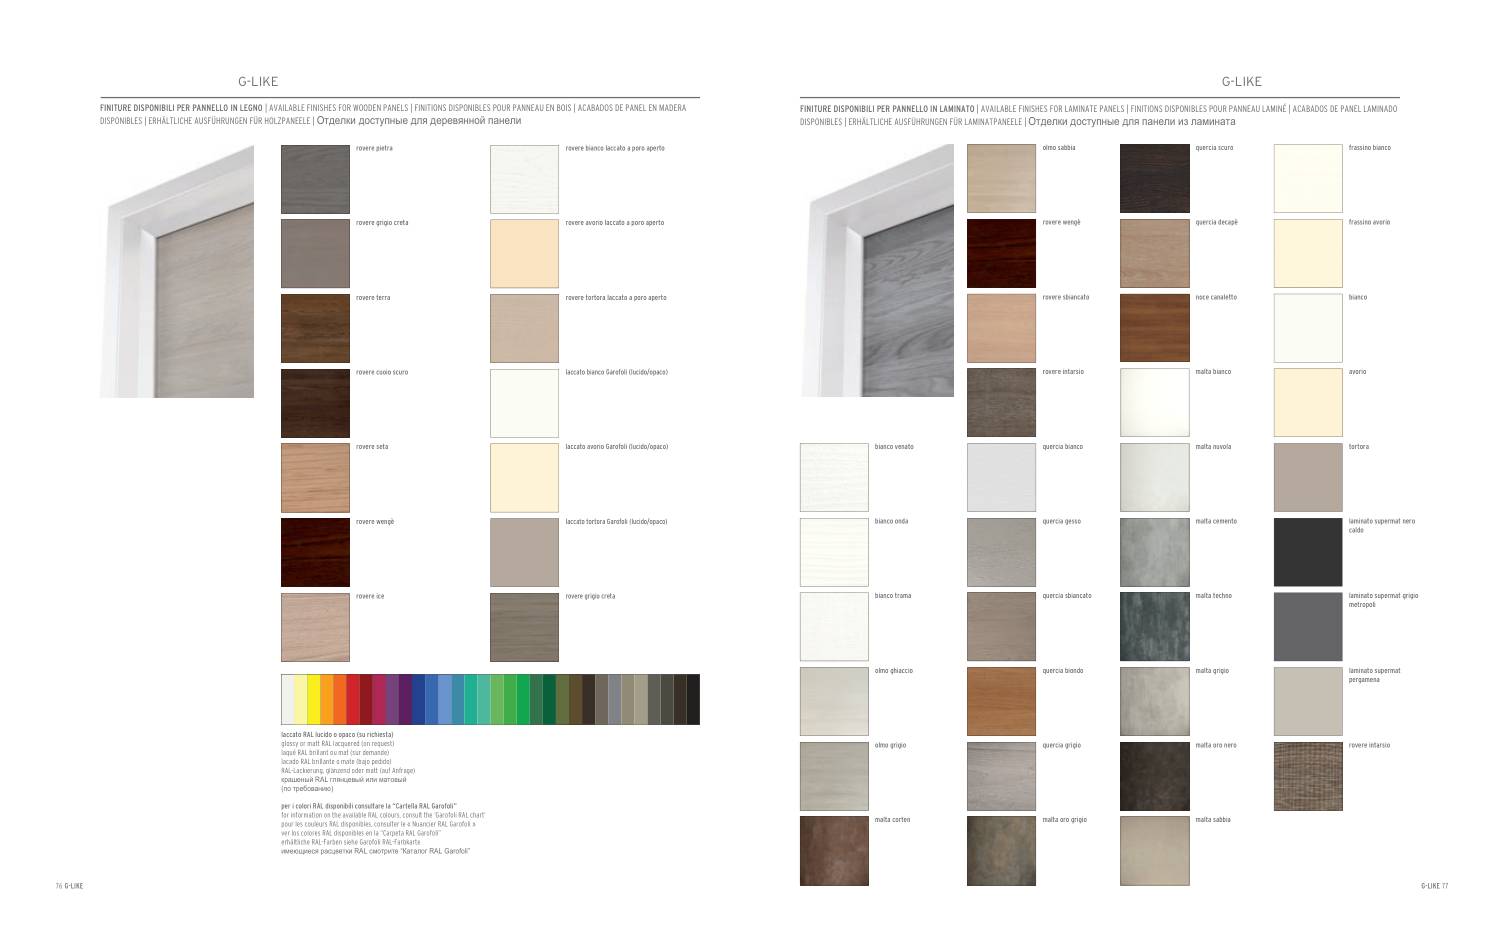 G-LIKE
FINITURE DISPONIBILI PER PANNELLO IN LEGNO | AVAILABLE FINISHES FOR WOODEN PANELS | FINITIONS DISPONIBLES POUR PANNEAU EN BOIS | ACABADOS DE PANEL EN MADERA
DISPONIBLES | ERHÄLTLICHE AUSFÜHRUNGEN FÜR HOLZPANEELE | Отделки доступные для деревянной панели
rovere pietra
rovere bianco laccato a poro aperto
rovere grigio creta
rovere avorio laccato a poro aperto
rovere terra
rovere tortora laccato a poro aperto
rovere cuoio scuro
laccato bianco Garofoli (lucido/opaco)
rovere seta
laccato avorio Garofoli (lucido/opaco)
rovere wengè
laccato tortora Garofoli (lucido/opaco)
rovere ice
rovere grigio creta
laccato RAL lucido o opaco (su richiesta)
glossy or matt RAL lacquered (on request)
laqué RAL brillant ou mat (sur demande)
lacado RAL brillante o mate (bajo pedido)
RAL-Lackierung, glänzend oder matt (auf Anfrage)
крашеный RAL глянцевый или матовый
(по требованию)
per i colori RAL disponibili consultare la "Cartella RAL Garofoli"
for information on the available RAL colours, consult the 'Garofoli RAL chart'
pour les couleurs RAL disponibles, consulter le « Nuancier RAL Garofoli »
ver los colores RAL disponibles en la "Carpeta RAL Garofoli"
erhältliche RAL-Farben siehe Garofoli RAL-Farbkarte
имеющиеся расцветки RAL смотрите "Каталог RAL Garofoli"
76 G-LIKE
G-LIKE
FINITURE DISPONIBILI PER PANNELLO IN LAMINATO | AVAILABLE FINISHES FOR LAMINATE PANELS | FINITIONS DISPONIBLES POUR PANNEAU LAMINÉ | ACABADOS DE PANEL LAMINADO
DISPONIBLES | ERHÄLTLICHE AUSFÜHRUNGEN FÜR LAMINATPANEELE | Отделки доступные для панели из ламината
olmo sabbia
quercia scuro
frassino bianco
rovere wengè
quercia decapè
frassino avorio
rovere sbiancato
noce canaletto
bianco
rovere intarsio
malta bianco
avorio
bianco venato
quercia bianco
malta nuvola
tortora
bianco onda
quercia gesso
malta cemento
laminato supermat nero
caldo
bianco trama
quercia sbiancato
malta techno
laminato supermat grigio
metropoli
olmo ghiaccio
quercia biondo
malta grigio
laminato supermat
pergamena
olmo grigio
quercia grigio
malta oro nero
rovere intarsio
malta corten
malta oro grigio
malta sabbia
G-LIKE 77